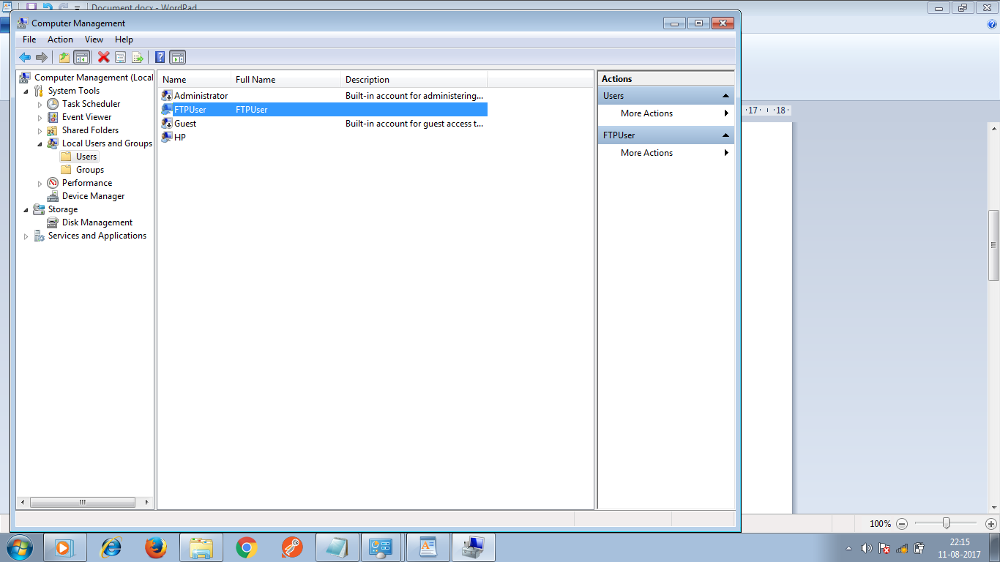 Document.docx - WordPad
Computer Management
File Action View Help
Computer Management (Local
System Tools
Task Scheduler
Event Viewer
Shared Folders
Local Users and Groups
Users
Groups
Performance
Device Manager
Storage
Disk Management
Services and Applications
Name Full Name Description
Administrator Built-in account for administering...
FTPUser FTPUser
Guest Built-in account for guest access t...
HP
Actions
Users
More Actions
FTPUser
More Actions
17 18
100%
22:15
11-08-2017